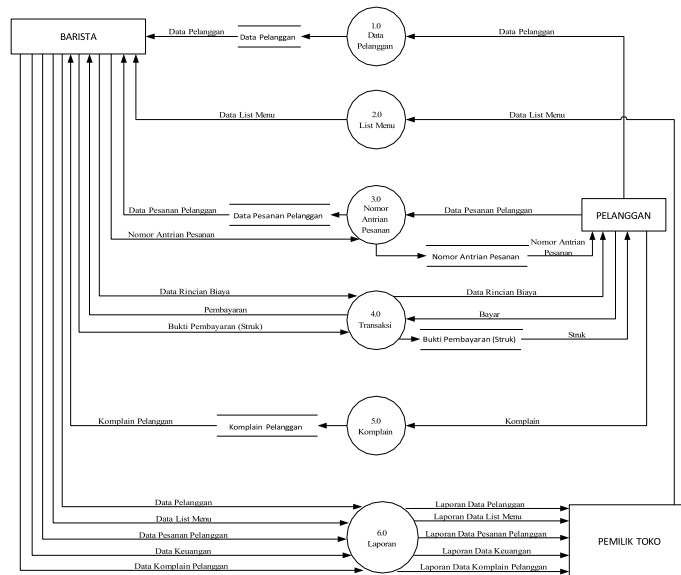 BARISTA
Data Pelanggan
Data Pelanggan
1.0
Data
Pelanggan
Data Pelanggan
Data List Menu
2.0
List Menu
Data List Menu
Data Pesanan Pelanggan
Data Pesanan Pelanggan
3.0
Nomor
Antrian
Pesanan
Data Pesanan Pelanggan
PELANGGAN
Nomor Antrian Pesanan
Nomor Antrian Pesanan
Nomor Antrian
Pesanan
Data Rincian Biaya
Data Rincian Biaya
Pembayaran
4.0
Transaksi
Bayar
Bukti Pembayaran (Struk)
Bukti Pembayaran (Struk)
Struk
Komplain Pelanggan
Komplain Pelanggan
5.0
Komplain
Komplain
Data Pelanggan
Data List Menu
Data Pesanan Pelanggan
Data Keuangan
Data Komplain Pelanggan
6.0
Laporan
Laporan Data Pelanggan
Laporan Data List Menu
Laporan Data Pesanan Pelanggan
Laporan Data Keuangan
Laporan Data Komplain Pelanggan
PEMILIK TOKO